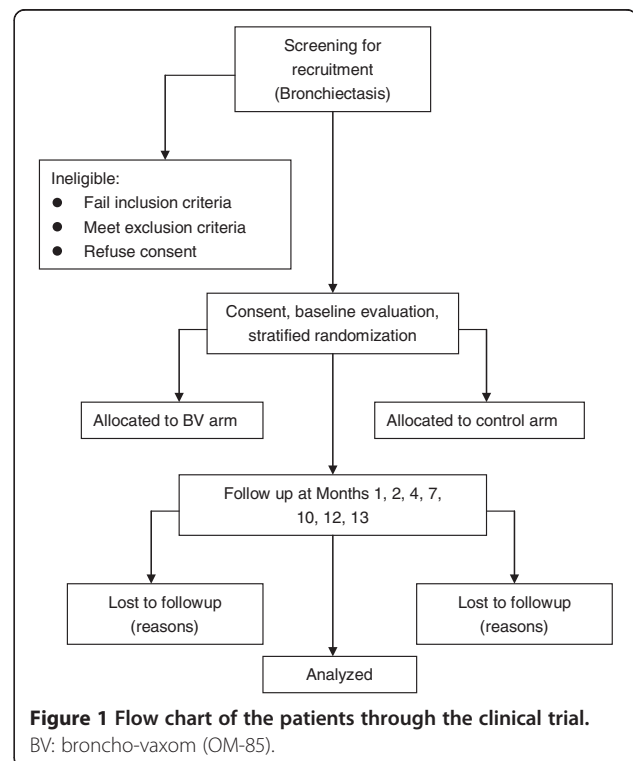 Screening for
recruitment
(Bronchiectasis)
Ineligible:
● Fail inclusion criteria
● Meet exclusion criteria
● Refuse consent
Consent, baseline evaluation,
stratified randomization
Allocated to BV arm
Allocated to control arm
Follow up at Months 1, 2, 4, 7,
10, 12, 13
Lost to followup
(reasons)
Lost to followup
(reasons)
Analyzed
Figure 1 Flow chart of the patients through the clinical trial.
BV: broncho-vaxom (OM-85).